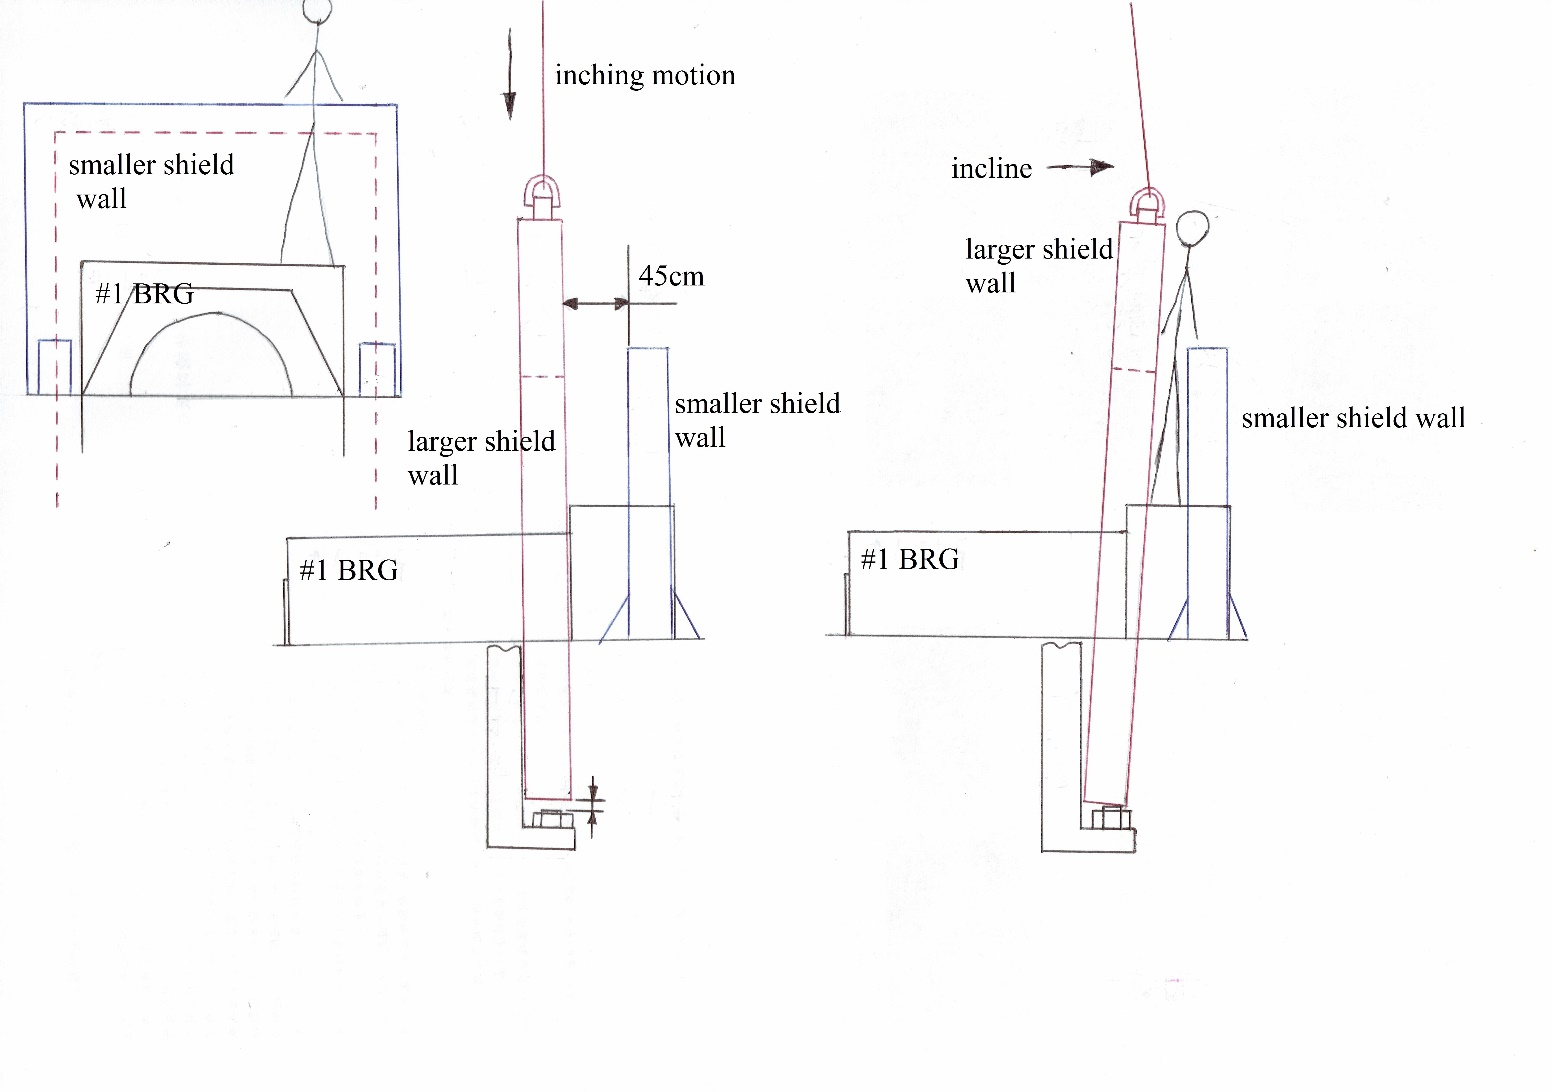 smaller shield
wall
#1 BRG
inching motion
45cm
larger shield
wall
smaller shield
wall
#1 BRG
incline
larger shield
wall
smaller shield wall
#1 BRG